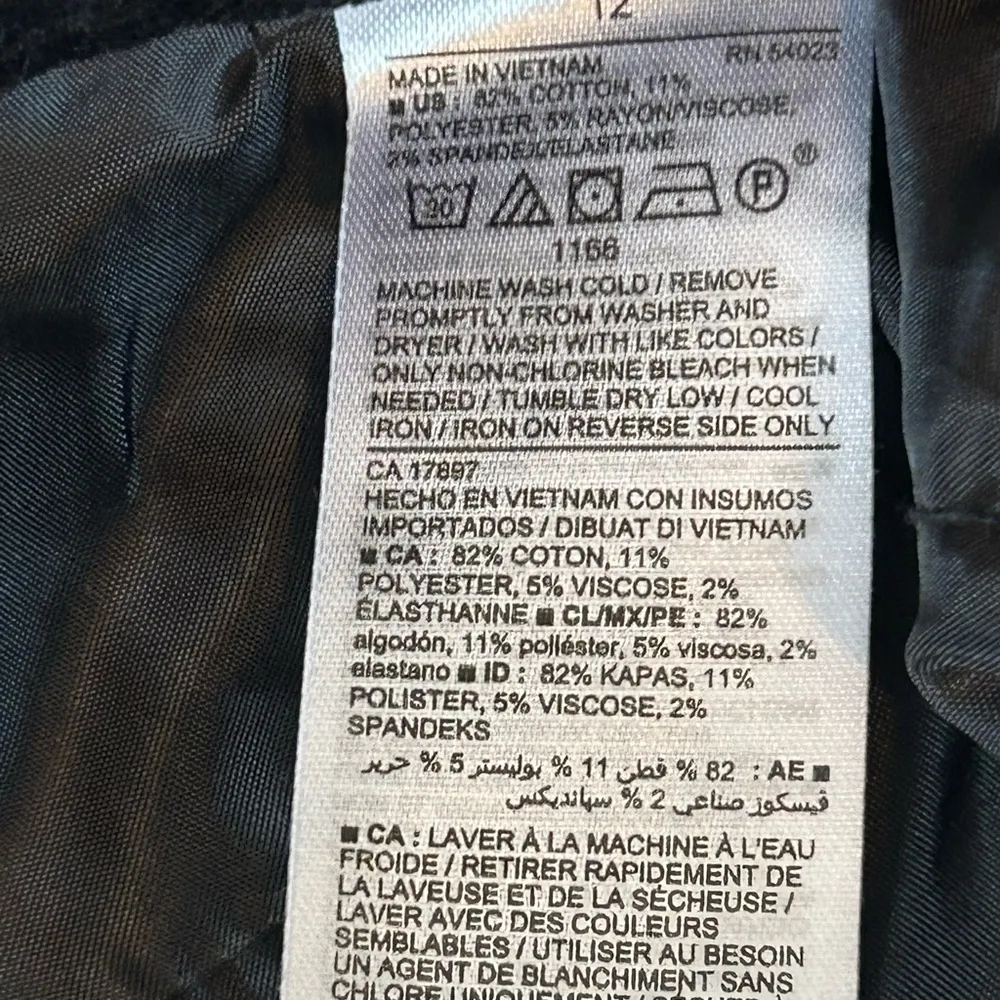 12
RN 54023
MADE IN VIETNAM
■ US : 82% COTTON, 11%
POLYESTER, 5% RAYON/VISCOSE,
2% SPANDEX/ELASTANE
30 P ®
1166
MACHINE WASH COLD / REMOVE
PROMPTLY FROM WASHER AND
DRYER / WASH WITH LIKE COLORS /
ONLY NON-CHLORINE BLEACH WHEN
NEEDED / TUMBLE DRY LOW / COOL
IRON / IRON ON REVERSE SIDE ONLY
CA 17897
HECHO EN VIETNAM CON INSUMOS
IMPORTADOS / DIBUAT DI VIETNAM
■ CA : 82% COTON, 11%
POLYESTER, 5% VISCOSE, 2%
ÉLASTHANNE ■ CL/MX/PE : 82%
algodón, 11% poliéster, 5% viscosa, 2%
elastano ■ ID : 82% KAPAS, 11%
POLISTER, 5% VISCOSE, 2%
SPANDEKS
■ AE : 82 % قطن 11 % بوليستر 5 % حرير
فيسكوز صناعي 2 % سبانديكس
■ CA : LAVER À LA MACHINE À L'EAU
FROIDE / RETIRER RAPIDEMENT DE
LA LAVEUSE ET DE LA SÉCHEUSE /
LAVER AVEC DES COULEURS
SEMBLABLES / UTILISER AU BESOIN
UN AGENT DE BLANCHIMENT SANS
CHLORE UNIQUEMENT /